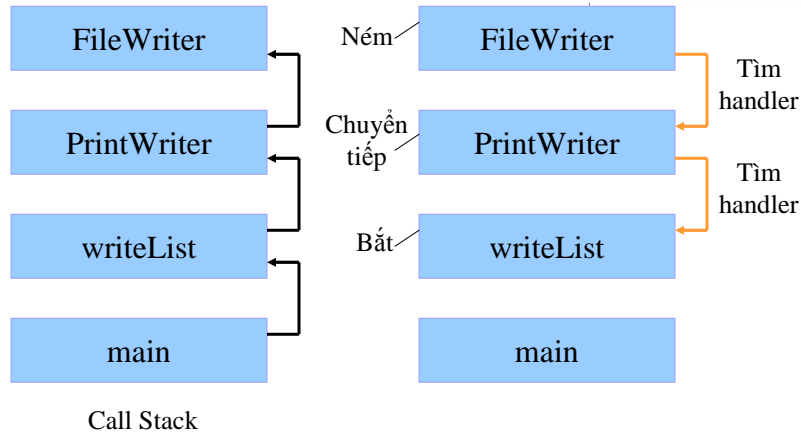 FileWriter
PrintWriter
writeList
main
Call Stack
Ném
FileWriter
Tìm
handler
Chuyển
tiếp
PrintWriter
Tìm
handler
Bắt
writeList
main